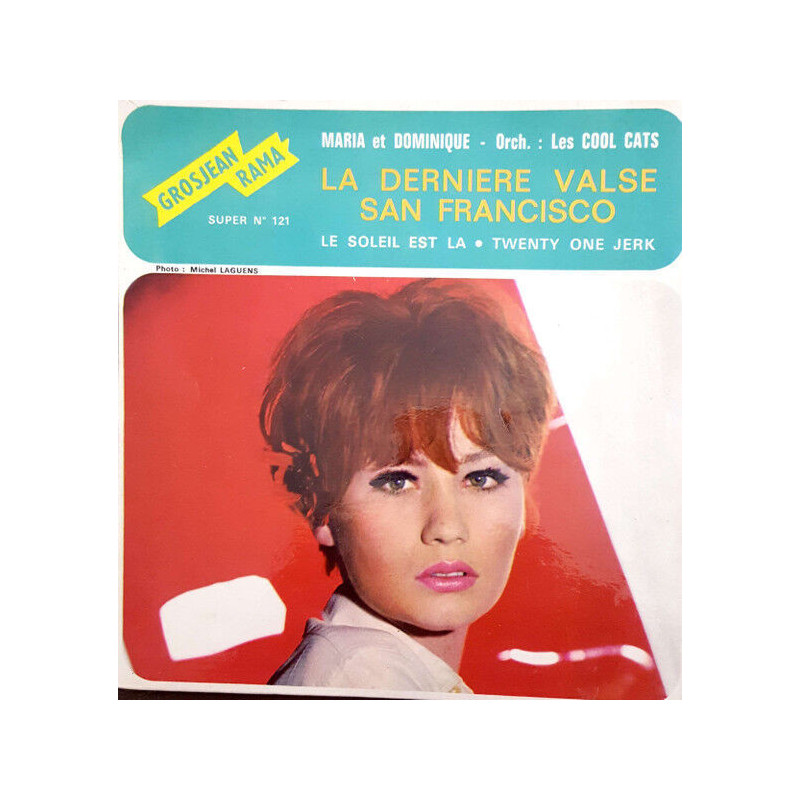 GROSJEAN
RAMA
SUPER N° 121
MARIA et DOMINIQUE - Orch. : Les COOL CATS
LA DERNIERE VALSE
SAN FRANCISCO
LE SOLEIL EST LA • TWENTY ONE JERK
Photo : Michel LAGUENS